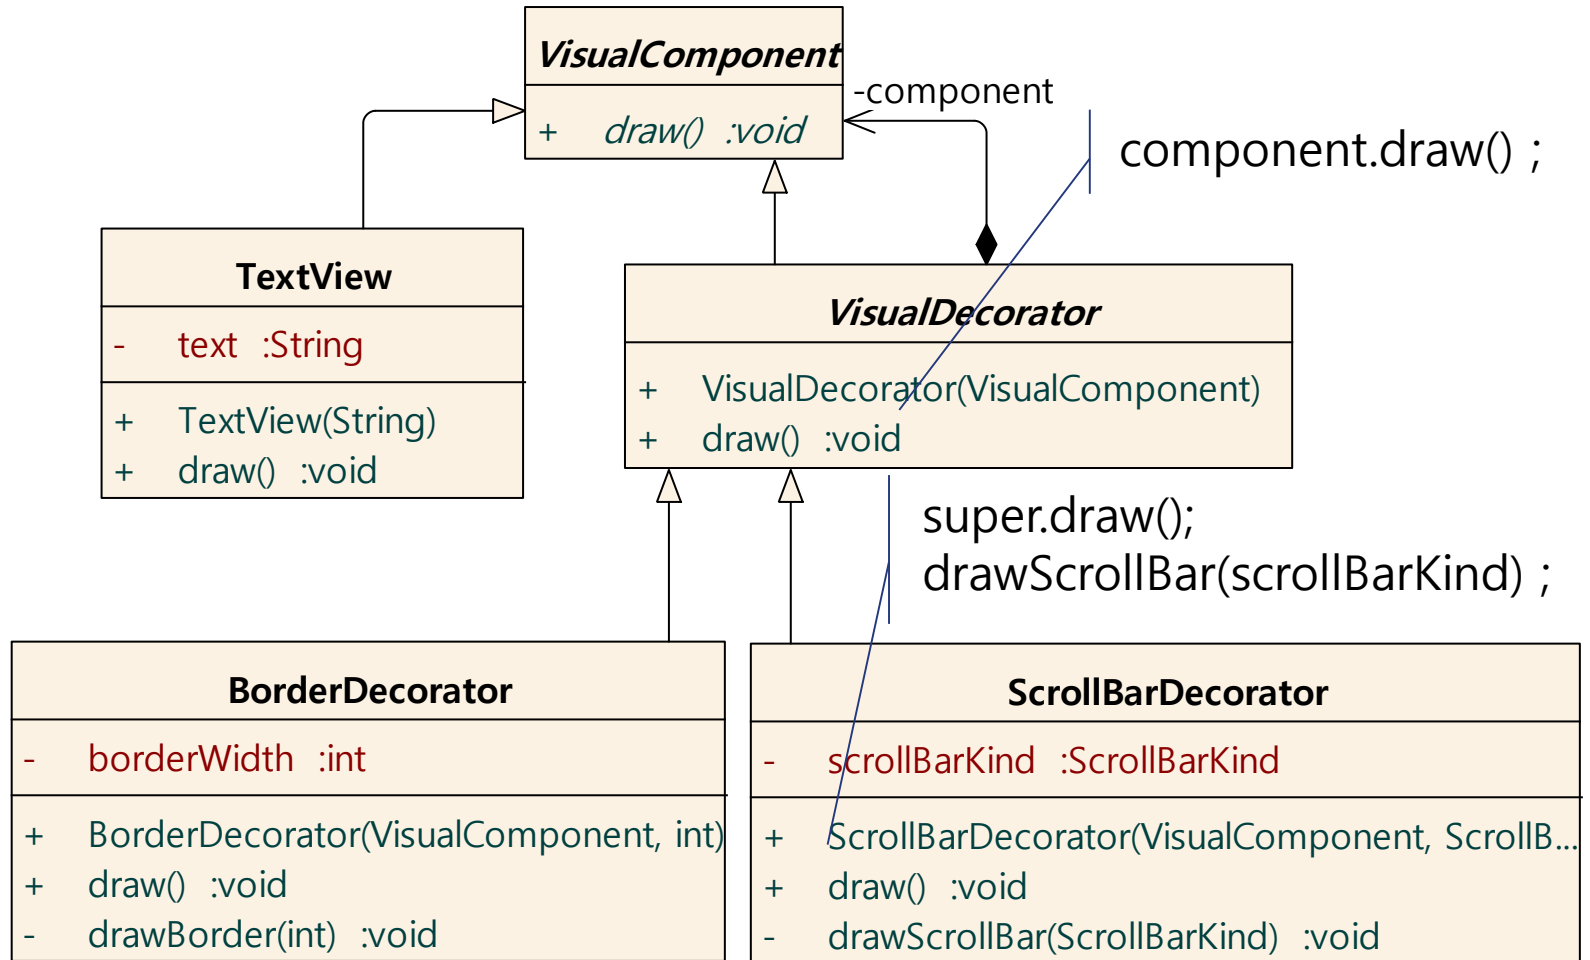 VisualComponent
+ draw() :void
-component
component.draw() ;
TextView
- text :String
+ TextView(String)
+ draw() :void
VisualDecorator
+ VisualDecorator(VisualComponent)
+ draw() :void
super.draw();
drawScrollBar(scrollBarKind) ;
BorderDecorator
- borderWidth :int
+ BorderDecorator(VisualComponent, int)
+ draw() :void
- drawBorder(int) :void
ScrollBarDecorator
- scrollBarKind :ScrollBarKind
+ ScrollBarDecorator(VisualComponent, ScrollB...
+ draw() :void
- drawScrollBar(ScrollBarKind) :void